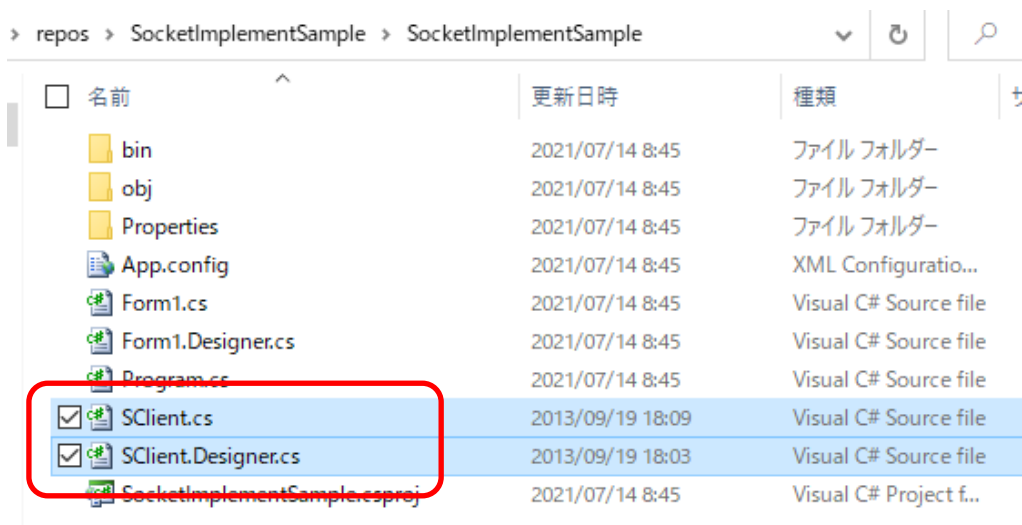 › repos › SocketImplementSample › SocketImplementSample
名前 更新日時 種類 サ
bin 2021/07/14 8:45 ファイル フォルダー
obj 2021/07/14 8:45 ファイル フォルダー
Properties 2021/07/14 8:45 ファイル フォルダー
App.config 2021/07/14 8:45 XML Configuratio...
Form1.cs 2021/07/14 8:45 Visual C# Source file
Form1.Designer.cs 2021/07/14 8:45 Visual C# Source file
Program.cs 2021/07/14 8:45 Visual C# Source file
SClient.cs 2013/09/19 18:09 Visual C# Source file
SClient.Designer.cs 2013/09/19 18:03 Visual C# Source file
SocketImplementSample.csproj 2021/07/14 8:45 Visual C# Project f...